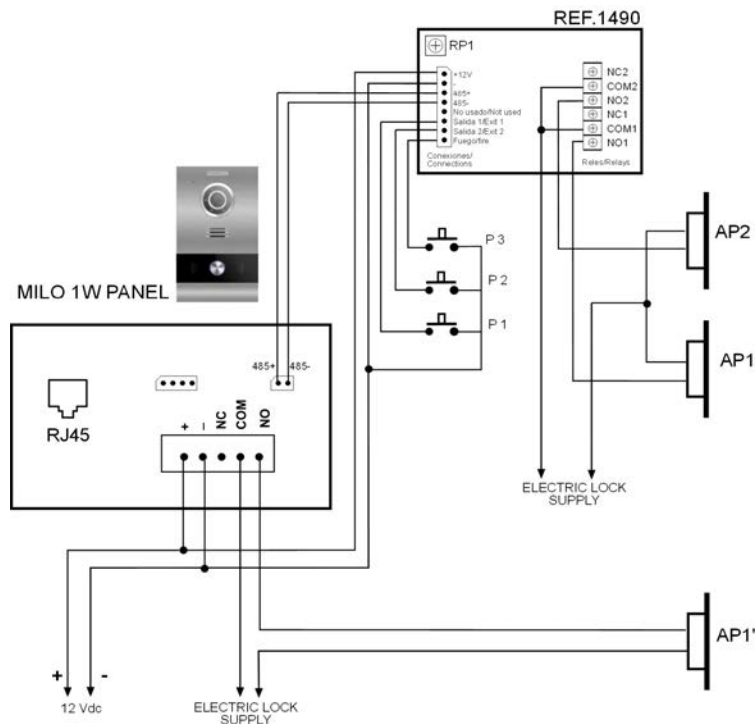 REF.1490
RP1
+12V
-
485+
485-
No usado/Not used
Salida 1/Exit 1
Salida 2/Exit 2
Fuego/fire
Conexiones/
Connections
NC2
COM2
NO2
NC1
COM1
NO1
Reles/Relays
P 3
P 2
P 1
AP2
AP1
ELECTRIC LOCK
SUPPLY
MILO 1W PANEL
485+ 485-
RJ45
+ – NC COM NO
AP1'
+ -
12 Vdc
ELECTRIC LOCK
SUPPLY